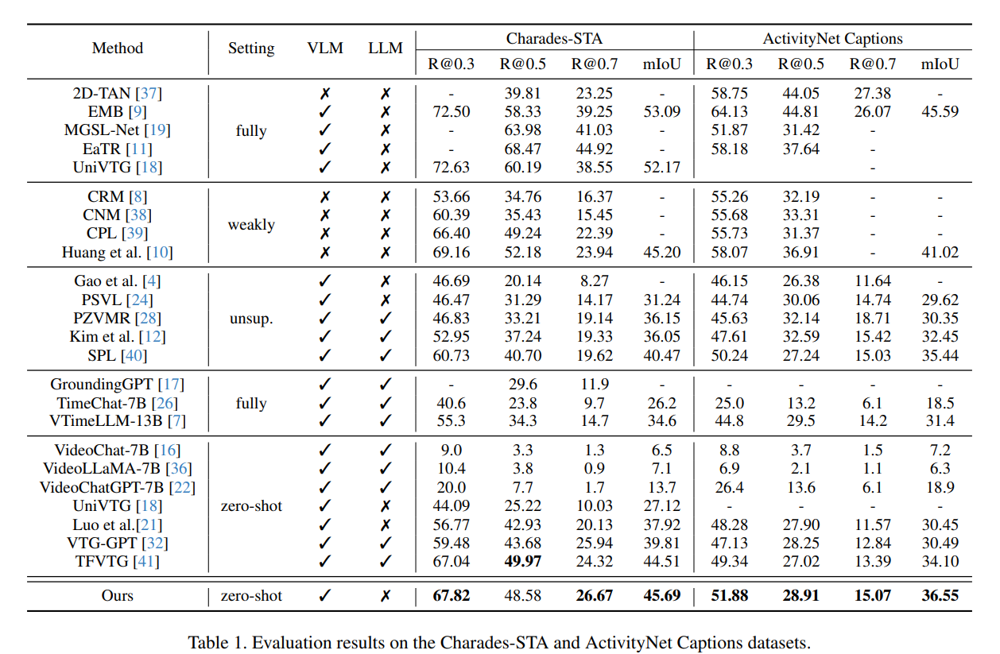 Method Setting VLM LLM Charades-STA ActivityNet Captions
R@0.3 R@0.5 R@0.7 mIoU R@0.3 R@0.5 R@0.7 mIoU
2D-TAN [37] ✗ ✗ - 39.81 23.25 - 58.75 44.05 27.38 -
EMB [9] ✓ ✗ 72.50 58.33 39.25 53.09 64.13 44.81 26.07 45.59
MGSL-Net [19] fully ✓ ✗ - 63.98 41.03 - 51.87 31.42 -
EaTR [11] ✓ ✗ - 68.47 44.92 - 58.18 37.64 -
UniVTG [18] ✓ ✗ 72.63 60.19 38.55 52.17 -
CRM [8] ✗ ✗ 53.66 34.76 16.37 - 55.26 32.19 - -
CNM [38] weakly ✗ ✗ 60.39 35.43 15.45 - 55.68 33.31 - -
CPL [39] ✗ ✗ 66.40 49.24 22.39 - 55.73 31.37 - -
Huang et al. [10] ✗ ✗ 69.16 52.18 23.94 45.20 58.07 36.91 - 41.02
Gao et al. [4] ✓ ✗ 46.69 20.14 8.27 - 46.15 26.38 11.64 -
PSVL [24] ✓ ✗ 46.47 31.29 14.17 31.24 44.74 30.06 14.74 29.62
PZVMR [28] unsup. ✓ ✓ 46.83 33.21 19.14 36.15 45.63 32.14 18.71 30.35
Kim et al. [12] ✓ ✓ 52.95 37.24 19.33 36.05 47.61 32.59 15.42 32.45
SPL [40] ✓ ✓ 60.73 40.70 19.62 40.47 50.24 27.24 15.03 35.44
GroundingGPT [17] ✓ ✓ - 29.6 11.9 - - - - -
TimeChat-7B [26] fully ✓ ✓ 40.6 23.8 9.7 26.2 25.0 13.2 6.1 18.5
VTimeLLM-13B [7] ✓ ✓ 55.3 34.3 14.7 34.6 44.8 29.5 14.2 31.4
VideoChat-7B [16] ✓ ✓ 9.0 3.3 1.3 6.5 8.8 3.7 1.5 7.2
VideoLLaMA-7B [36] ✓ ✓ 10.4 3.8 0.9 7.1 6.9 2.1 1.1 6.3
VideoChatGPT-7B [22] ✓ ✓ 20.0 7.7 1.7 13.7 26.4 13.6 6.1 18.9
UniVTG [18] zero-shot ✓ ✗ 44.09 25.22 10.03 27.12 - - - -
Luo et al.[21] ✓ ✗ 56.77 42.93 20.13 37.92 48.28 27.90 11.57 30.45
VTG-GPT [32] ✓ ✓ 59.48 43.68 25.94 39.81 47.13 28.25 12.84 30.49
TFVTG [41] ✓ ✓ 67.04 49.97 24.32 44.51 49.34 27.02 13.39 34.10
Ours zero-shot ✓ ✗ 67.82 48.58 26.67 45.69 51.88 28.91 15.07 36.55
Table 1. Evaluation results on the Charades-STA and ActivityNet Captions datasets.